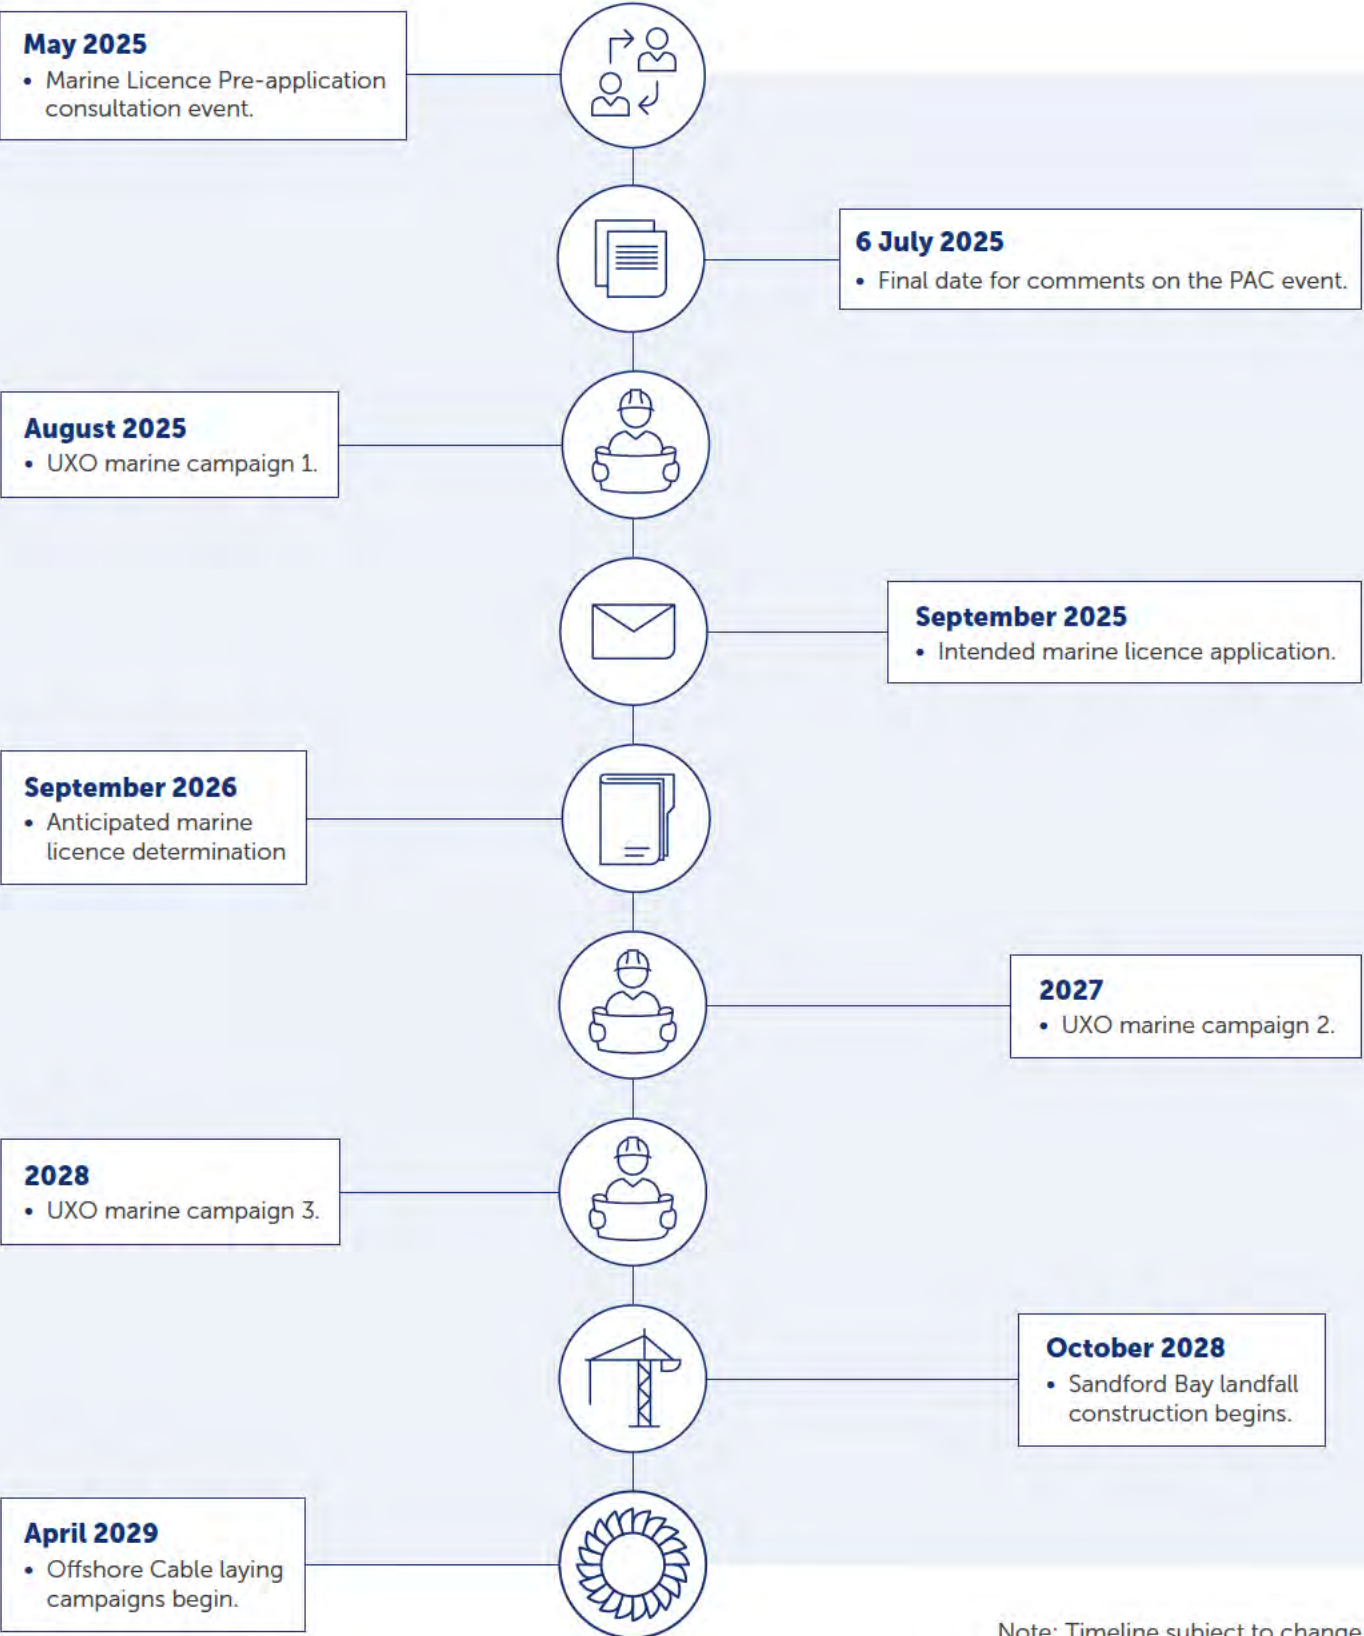 May 2025
• Marine Licence Pre-application
consultation event.
6 July 2025
• Final date for comments on the PAC event.
August 2025
• UXO marine campaign 1.
September 2025
• Intended marine licence application.
September 2026
• Anticipated marine
licence determination
2027
• UXO marine campaign 2.
2028
• UXO marine campaign 3.
October 2028
• Sandford Bay landfall
construction begins.
April 2029
• Offshore Cable laying
campaigns begin.
Note: Timeline subject to change